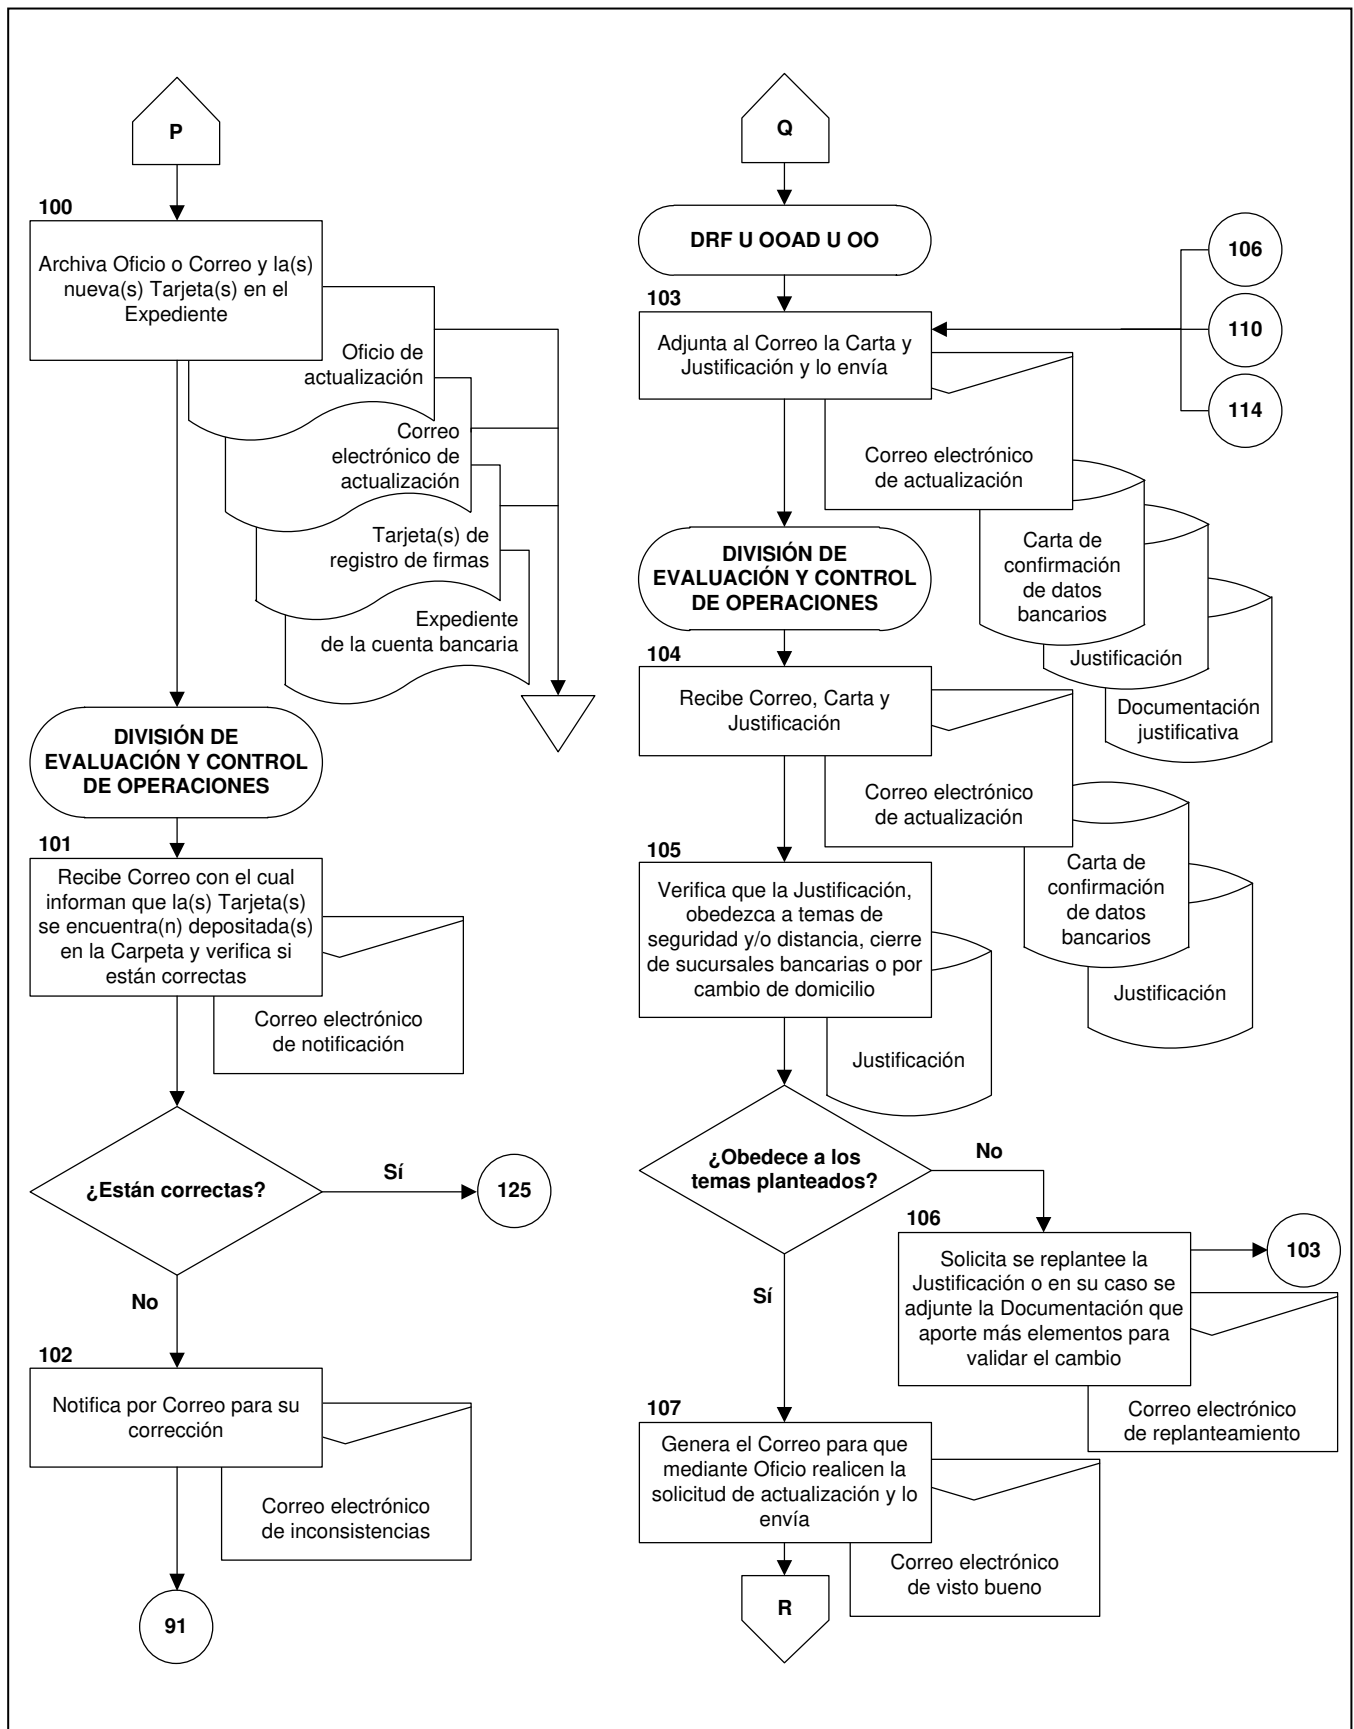 P
100
Archiva Oficio o Correo y la(s)
nueva(s) Tarjeta(s) en el
Expediente
Oficio de
actualización
Correo
electrónico de
actualización
Tarjeta(s) de
registro de firmas
Expediente
de la cuenta bancaria
DIVISIÓN DE
EVALUACIÓN Y CONTROL
DE OPERACIONES
101
Recibe Correo con el cual
informan que la(s) Tarjeta(s)
se encuentra(n) depositada(s)
en la Carpeta y verifica si
están correctas
Correo electrónico
de notificación
¿Están correctas?
Sí
125
No
102
Notifica por Correo para su
corrección
Correo electrónico
de inconsistencias
91
Q
DRF U OOAD U OO
106
110
114
103
Adjunta al Correo la Carta y
Justificación y lo envía
Correo electrónico
de actualización
Carta de
confirmación
de datos
bancarios
Justificación
Documentación
justificativa
DIVISIÓN DE
EVALUACIÓN Y CONTROL
DE OPERACIONES
104
Recibe Correo, Carta y
Justificación
Correo electrónico
de actualización
Carta de
confirmación
de datos
bancarios
Justificación
105
Verifica que la Justificación,
obedezca a temas de
seguridad y/o distancia, cierre
de sucursales bancarias o por
cambio de domicilio
Justificación
¿Obedece a los
temas planteados?
No
106
Solicita se replantee la
Justificación o en su caso se
adjunte la Documentación que
aporte más elementos para
validar el cambio
103
Correo electrónico
de replanteamiento
Sí
107
Genera el Correo para que
mediante Oficio realicen la
solicitud de actualización y lo
envía
Correo electrónico
de visto bueno
R